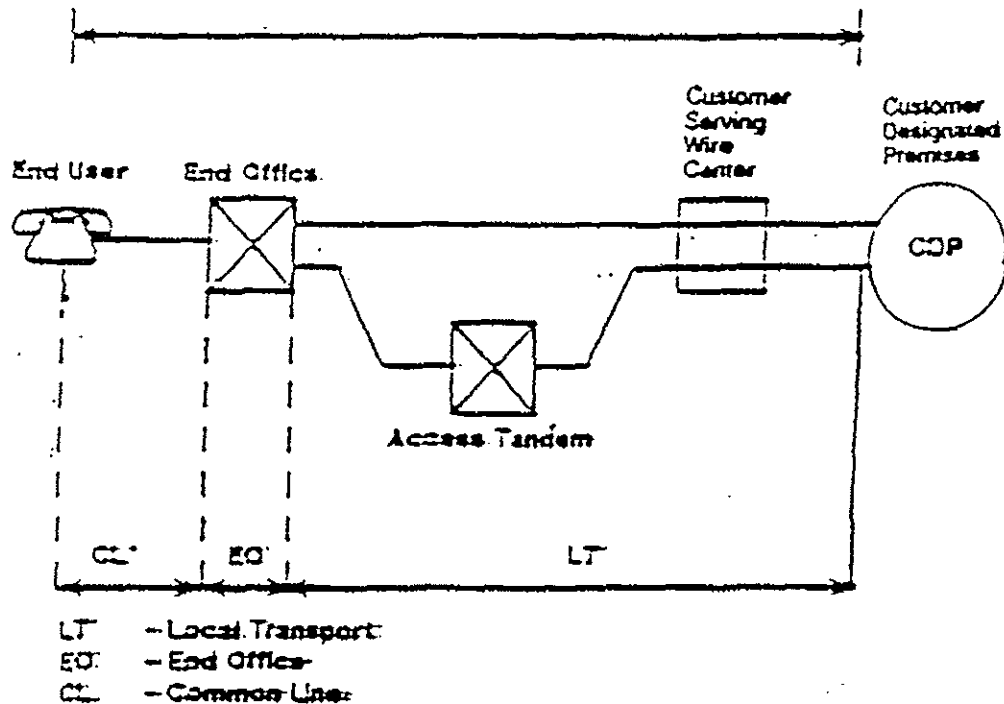 Customer
Serving
Wire
Center
Customer
Designated
Premises
End User
End Office
CDP
Access Tandem
CL
EO
LT
LT - Local Transport
EO - End Office
CL - Common Line